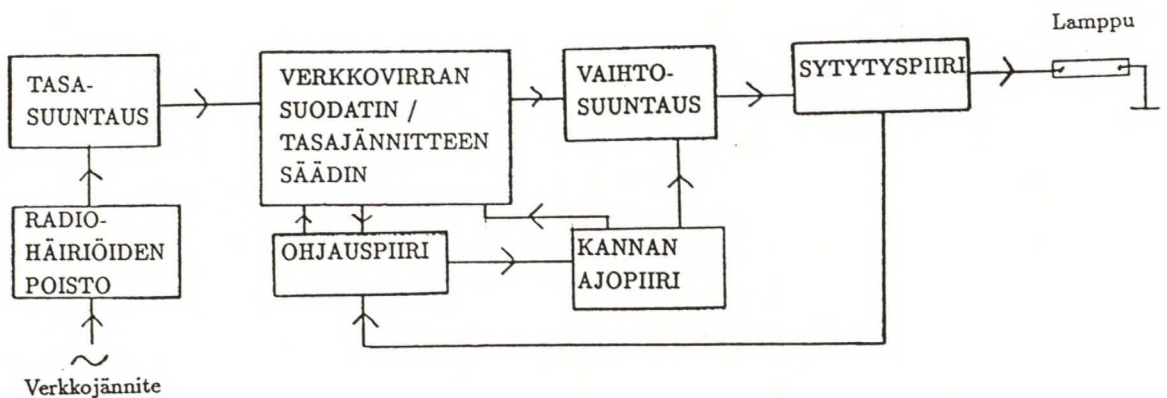 Lamppu
TASA-
SUUNTAUS
VERKKOVIRRAN
SUODATIN /
TASAJÄNNITTEEN
SÄÄDIN
VAIHTO-
SUUNTAUS
SYTYTYSPIIRI
RADIO-
HÄIRIÖIDEN
POISTO
OHJAUSPIIRI
KANNAN
AJOPIIRI
~
Verkkojännite